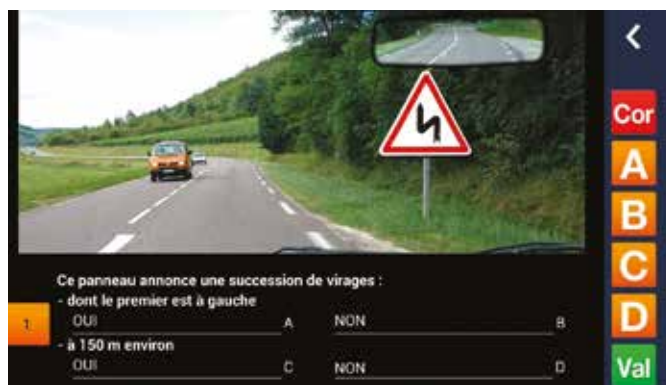 Cor
A
B
C
D
Val
Ce panneau annonce une succession de virages :
- dont le premier est à gauche
1 OUI A NON B
- à 150 m environ
OUI C NON D